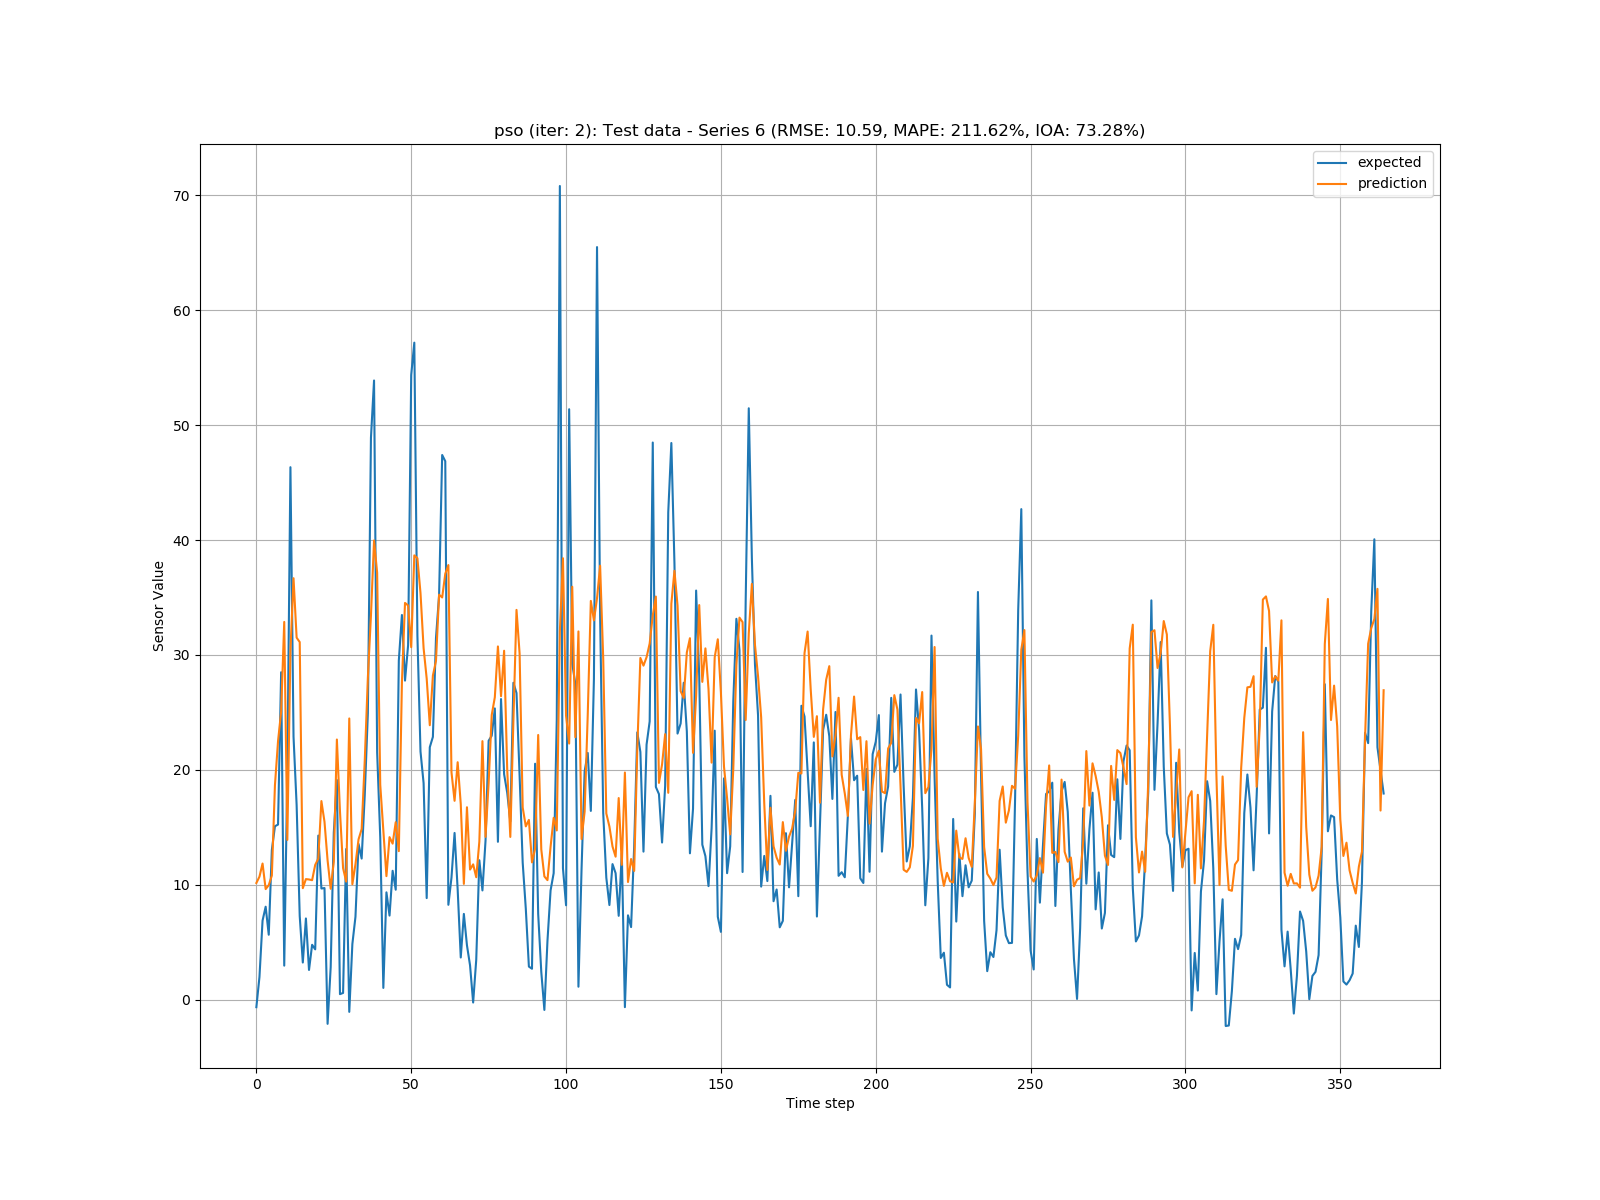 pso (iter: 2): Test data - Series 6 (RMSE: 10.59, MAPE: 211.62%, IOA: 73.28%)
expected
prediction
70
60
50
40
30
20
10
0
Sensor Value
0 50 100 150 200 250 300 350
Time step